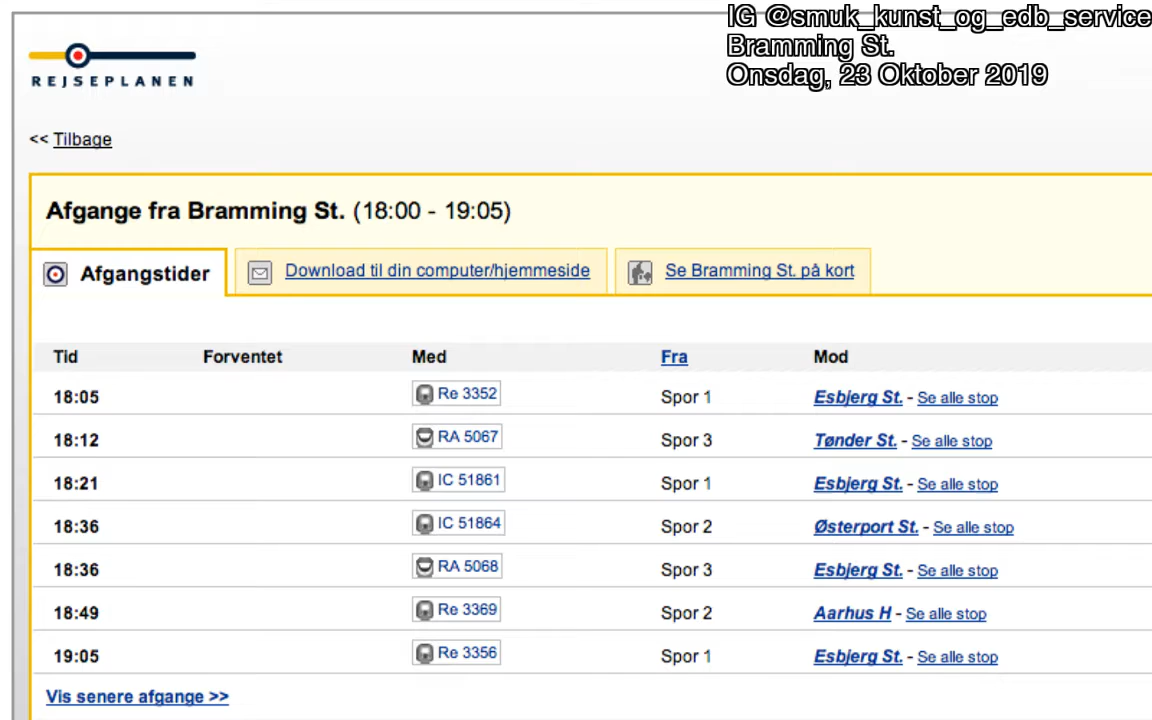 IG @smuk_kunst_og_edb_service
Bramming St.
Onsdag, 23 Oktober 2019
REJSEPLANEN
<< Tilbage
Afgange fra Bramming St. (18:00 - 19:05)
Afgangstider Download til din computer/hjemmeside Se Bramming St. på kort
Tid Forventet Med Fra Mod
18:05 Re 3352 Spor 1 Esbjerg St. - Se alle stop
18:12 RA 5067 Spor 3 Tønder St. - Se alle stop
18:21 IC 51861 Spor 1 Esbjerg St. - Se alle stop
18:36 IC 51864 Spor 2 Østerport St. - Se alle stop
18:36 RA 5068 Spor 3 Esbjerg St. - Se alle stop
18:49 Re 3369 Spor 2 Aarhus H - Se alle stop
19:05 Re 3356 Spor 1 Esbjerg St. - Se alle stop
Vis senere afgange >>